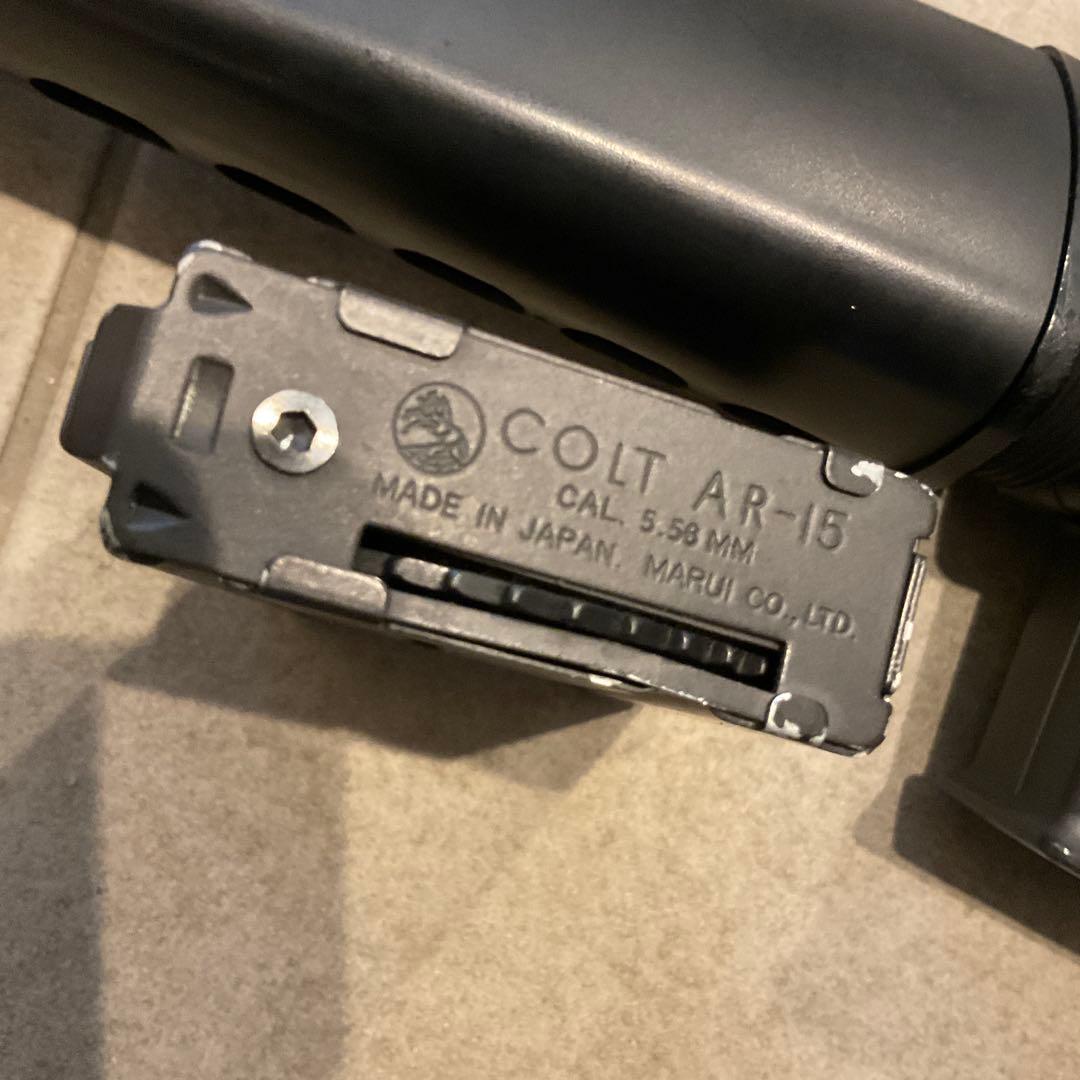 COLT AR-15
CAL. 5.56 MM
MADE IN JAPAN. MARUI CO., LTD.